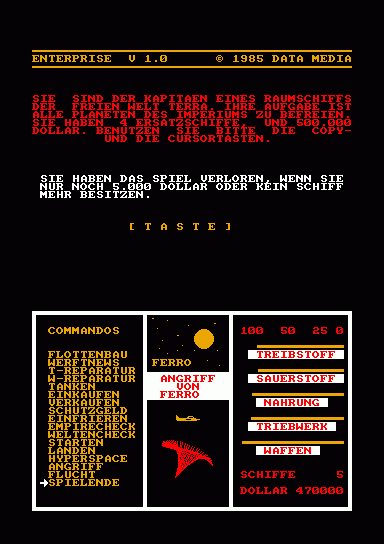 ENTERPRISE V 1.0 © 1985 DATA MEDIA
SIE SIND DER KAPITAEN EINES RAUMSCHIFFS
DER FREIEN WELT TERRA. IHRE AUFGABE IST
ALLE PLANETEN DES IMPERIUMS ZU BEFREIEN.
SIE HABEN 4 ERSATZSCHIFFE, UND 500.000
DOLLAR. BENUTZEN SIE BITTE DIE COPY-
UND DIE CURSORTASTEN.
SIE HABEN DAS SPIEL VERLOREN, WENN SIE
NUR NOCH 5.000 DOLLAR ODER KEIN SCHIFF
MEHR BESITZEN.
[ T A S T E ]
COMMANDOS
FLOTTENBAU
WERFTNEWS
T-REPARATUR
W-REPARATUR
TANKEN
EINKAUFEN
VERKAUFEN
SCHUTZGELD
EINFRIEREN
EMPIRECHECK
WELTENCHECK
STARTEN
LANDEN
HYPERSPACE
ANGRIFF
FLUCHT
SPIELENDE
FERRO
ANGRIFF
VON
FERRO
100 50 25 0
TREIBSTOFF
SAUERSTOFF
NAHRUNG
TRIEBWERK
WAFFEN
SCHIFFE 5
DOLLAR 470000